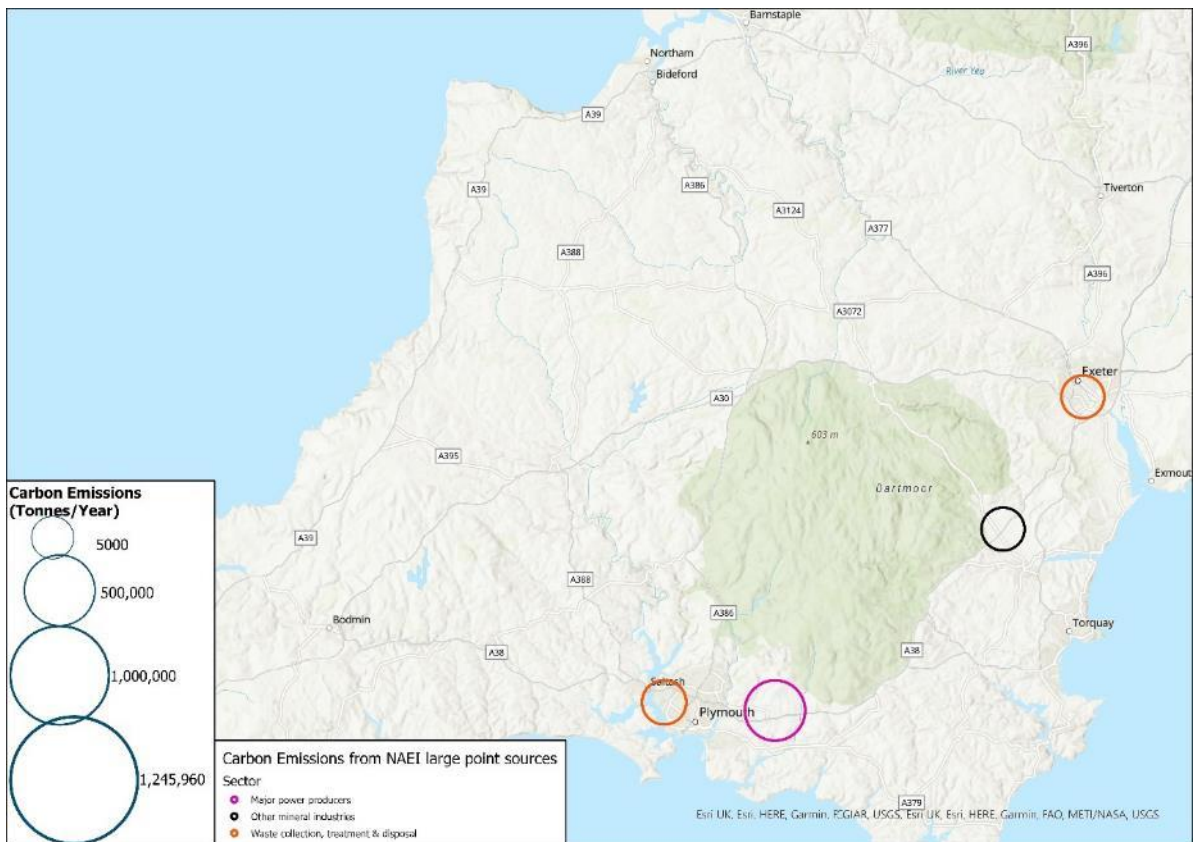 Barnstaple
Northam
Bideford
A396
River Yeo
A39
A39
A386
Tiverton
A3124
A377
A388
A396
A3072
Exeter
A30
603 m
A395
Dartmoor
Exmout
Carbon Emissions
(Tonnes/Year)
5000
500,000
1,000,000
1,245,960
A39
A388
Bodmin
A386
Torquay
A38
A38
Saltash
Plymouth
Carbon Emissions from NAEI large point sources
Sector
Major power producers
Other mineral industries
Waste collection, treatment & disposal
A379
Esri UK, Esri, HERE, Garmin, FGIAR, USGS, Esri UK, Esri, HERE, Garmin, FAO, METI/NASA, USGS